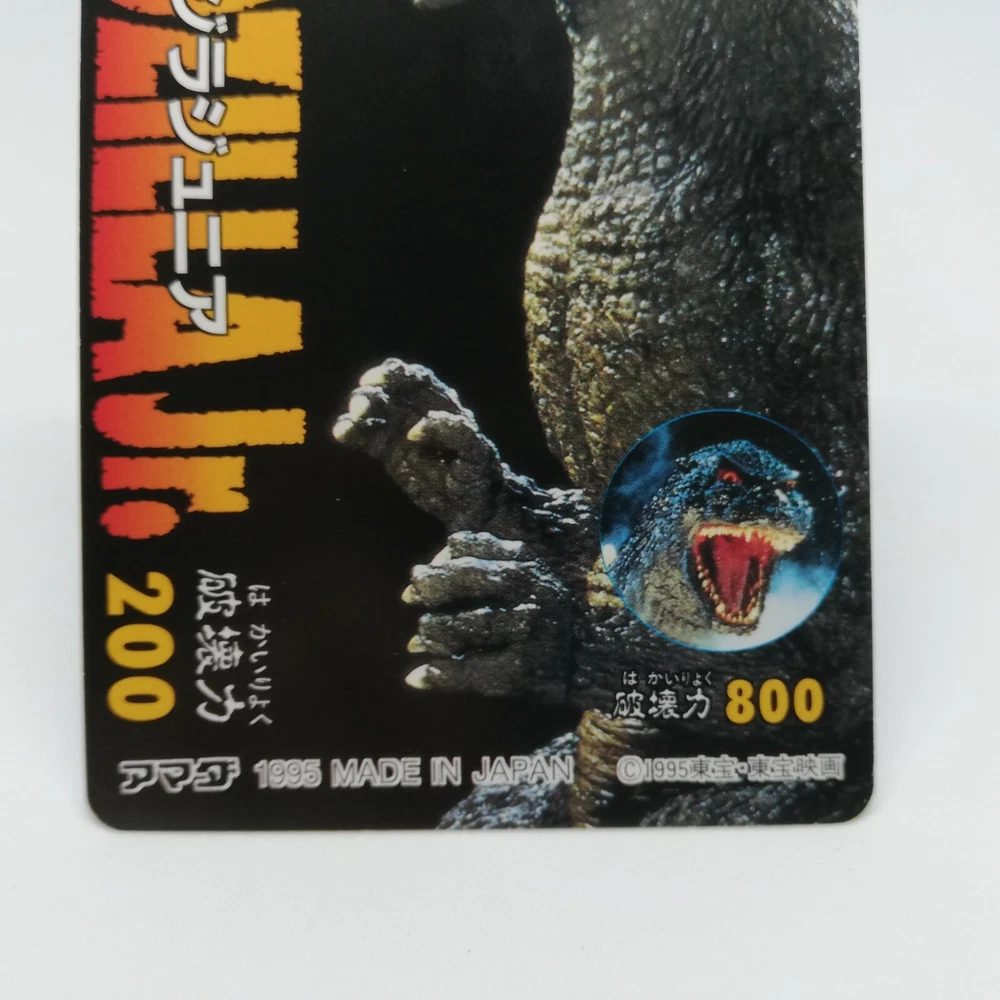 ZILLA Jr.
ジラジュニア
はかいりょく
破壊力
200
はかいりょく
破壊力 800
アマダ 1995 MADE IN JAPAN ©1995東宝・東宝映画